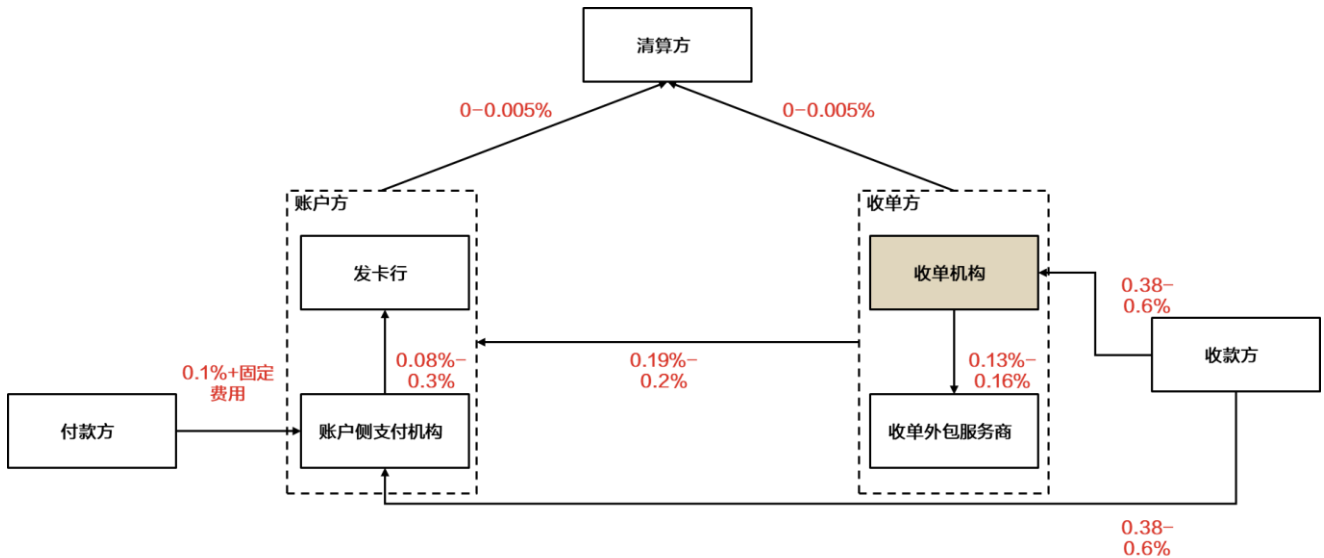 清算方
0-0.005%
0-0.005%
账户方
收单方
发卡行
收单机构
0.38-
0.6%
收款方
0.08%-
0.3%
0.19%-
0.2%
0.13%-
0.16%
0.1%+固定
费用
付款方
账户侧支付机构
收单外包服务商
0.38-
0.6%